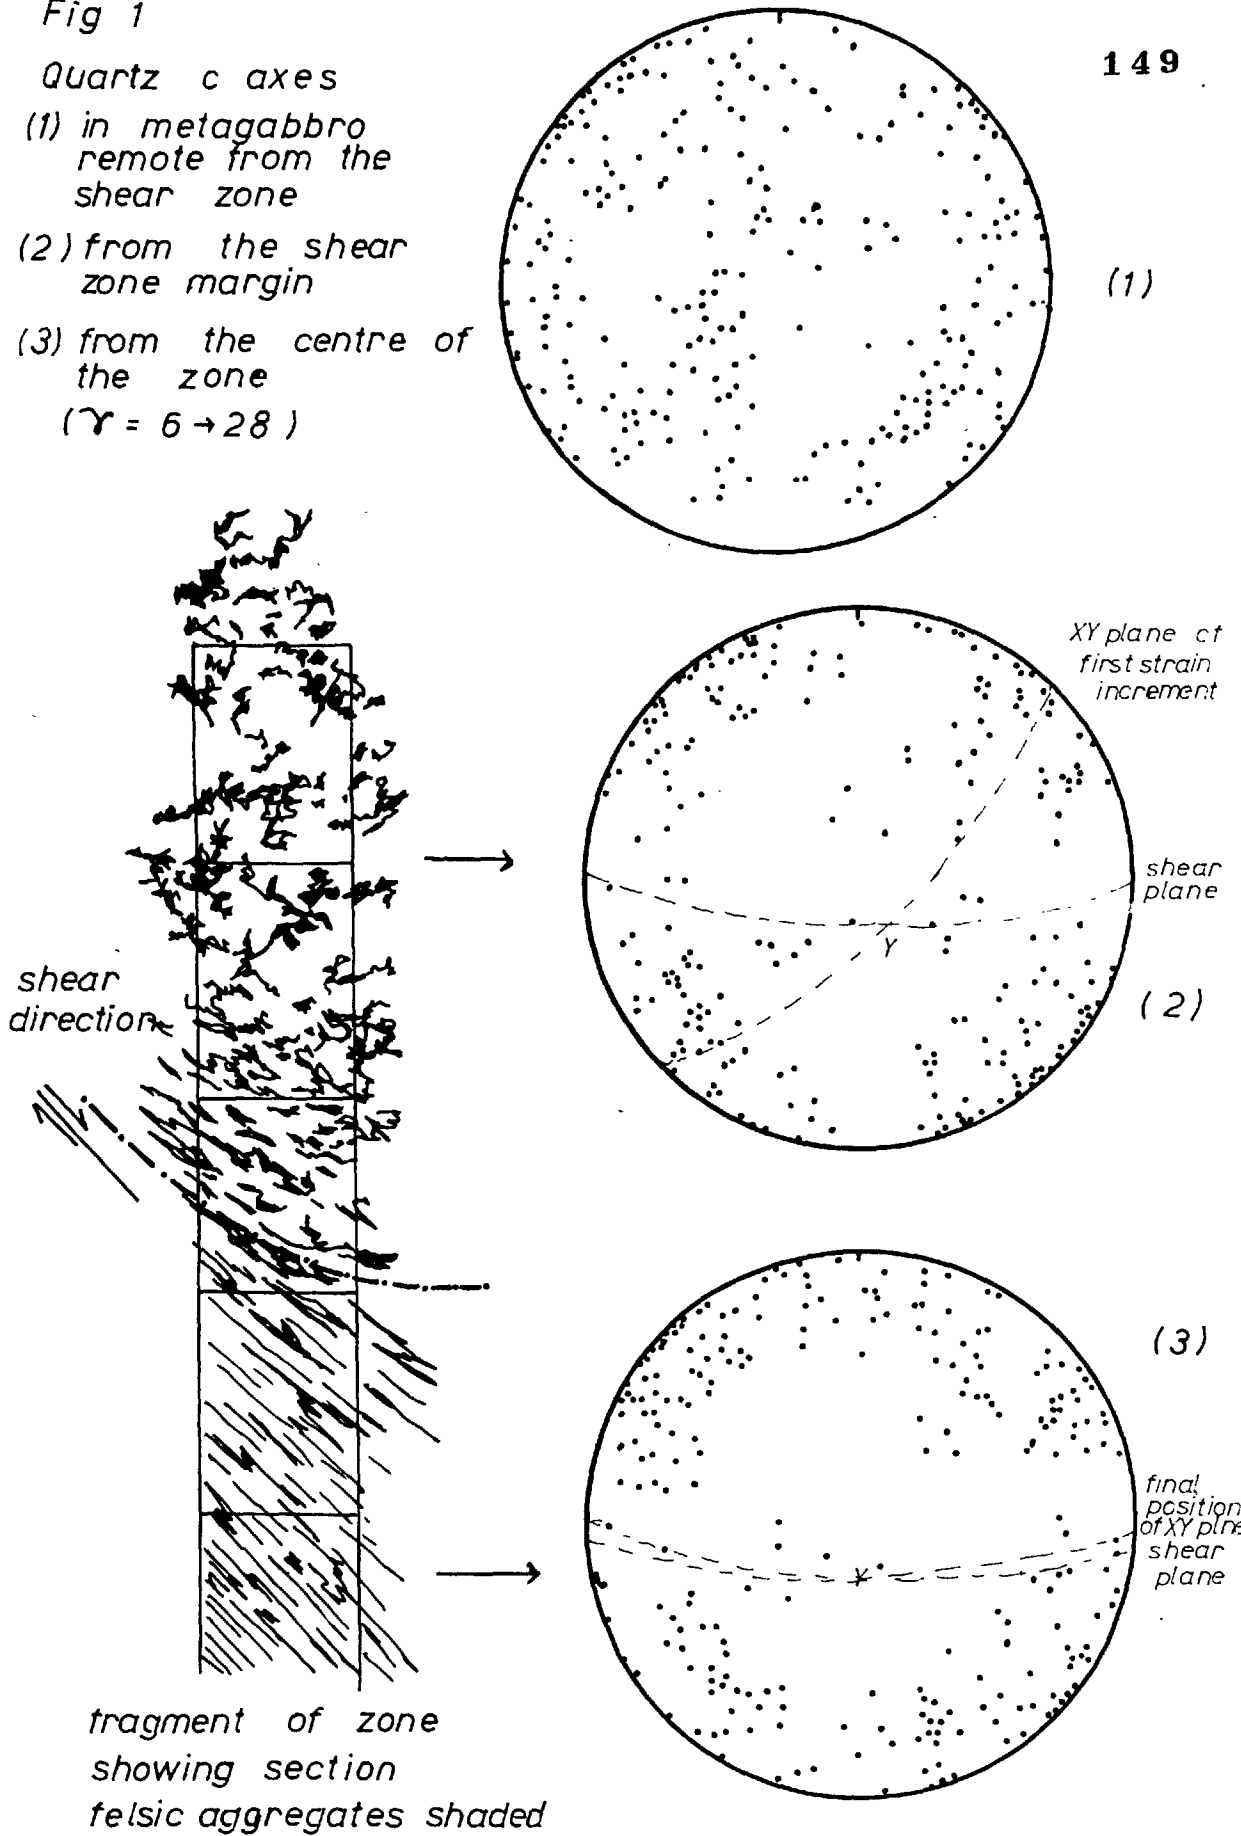 Fig 1
149
Quartz c axes
(1) in metagabbro
remote from the
shear zone
(2) from the shear
zone margin
(3) from the centre of
the zone
(γ = 6→28)
(1)
XY plane at
first strain
increment
shear
plane
Y
(2)
shear
direction
(3)
final
position
of XY plne
shear
plane
Y
fragment of zone
showing section
felsic aggregates shaded